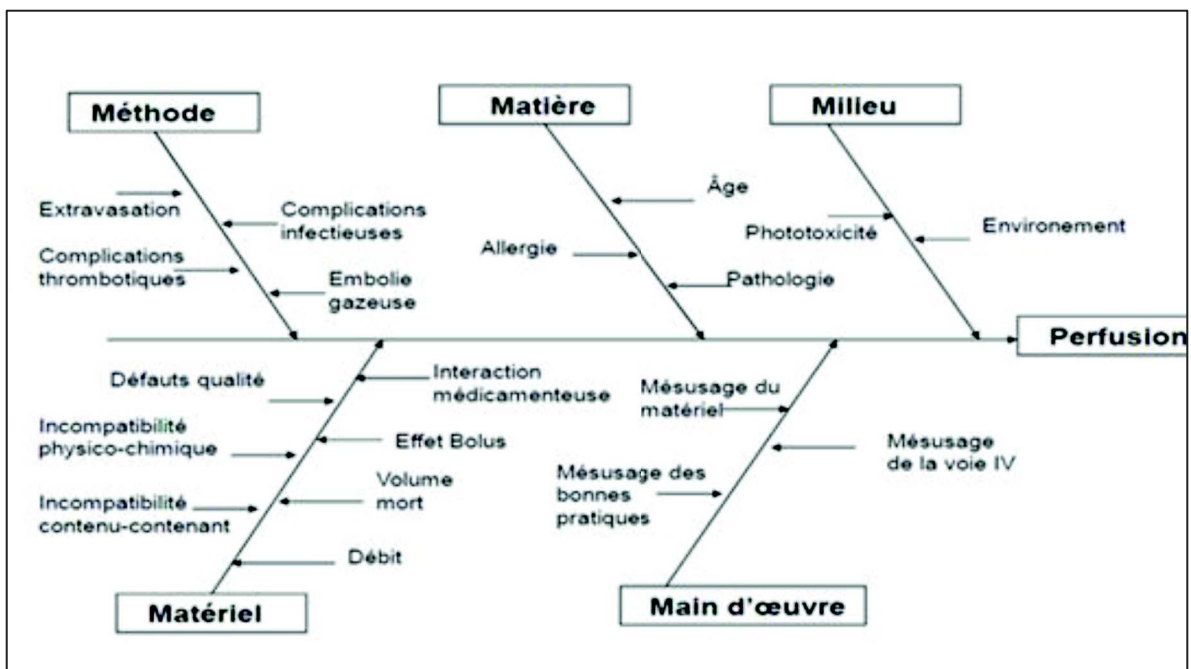 Méthode
Matière
Milieu
Extravasation
Complications
infectieuses
Complications
thrombotiques
Embolie
gazeuse
Âge
Allergie
Pathologie
Phototoxicité
Environement
Perfusion
Défauts qualité
Interaction
médicamenteuse
Incompatibilité
physico-chimique
Effet Bolus
Incompatibilité
contenu-contenant
Volume
mort
Débit
Mésusage du
matériel
Mésusage
de la voie IV
Mésusage des
bonnes
pratiques
Matériel
Main d'œuvre